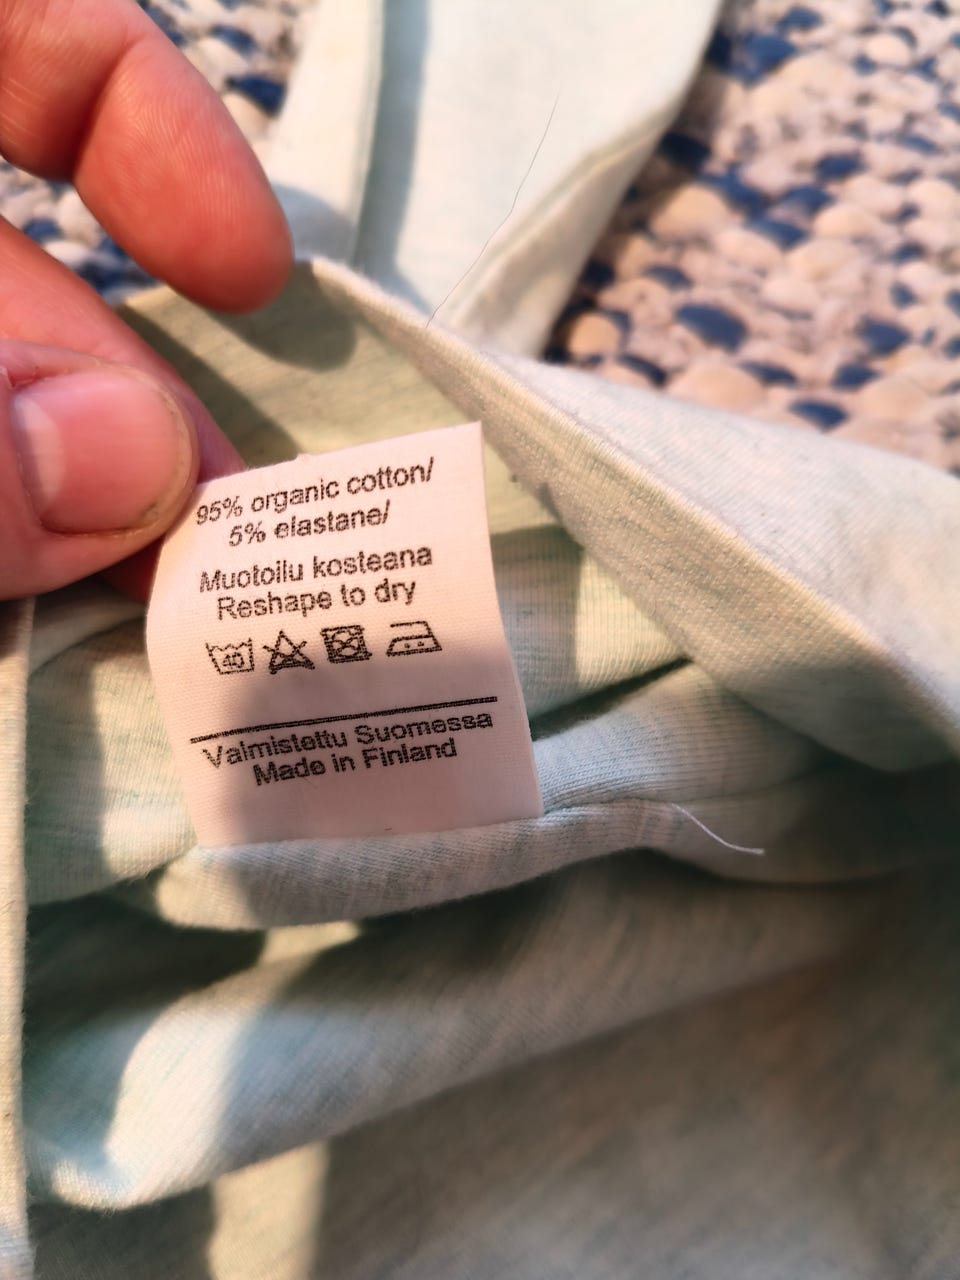 95% organic cotton/
5% elastane/
Muotoilu kosteana
Reshape to dry
40
Valmistettu Suomessa
Made in Finland